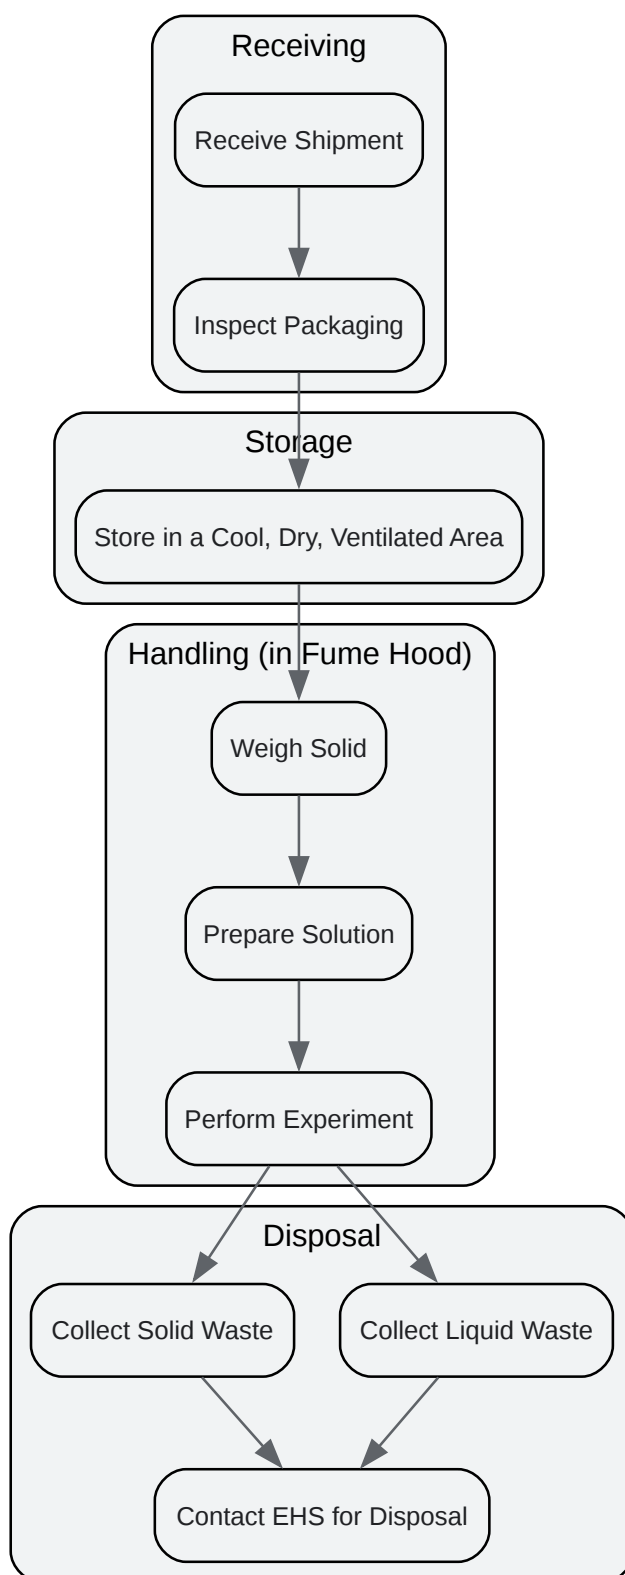 Receiving
Receive Shipment
Inspect Packaging
Storage
Store in a Cool, Dry, Ventilated Area
Handling (in Fume Hood)
Weigh Solid
Prepare Solution
Perform Experiment
Disposal
Collect Solid Waste
Collect Liquid Waste
Contact EHS for Disposal